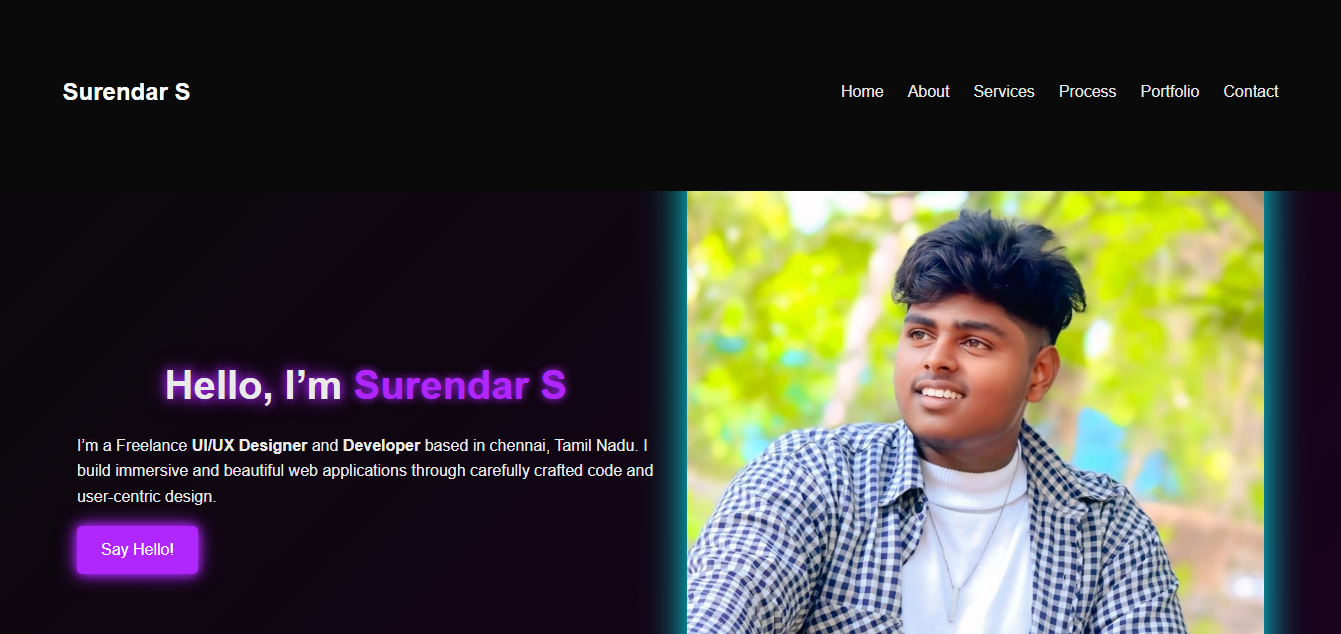 Surendar S
Home About Services Process Portfolio Contact
Hello, I’m Surendar S
I’m a Freelance UI/UX Designer and Developer based in chennai, Tamil Nadu. I
build immersive and beautiful web applications through carefully crafted code and
user-centric design.
Say Hello!